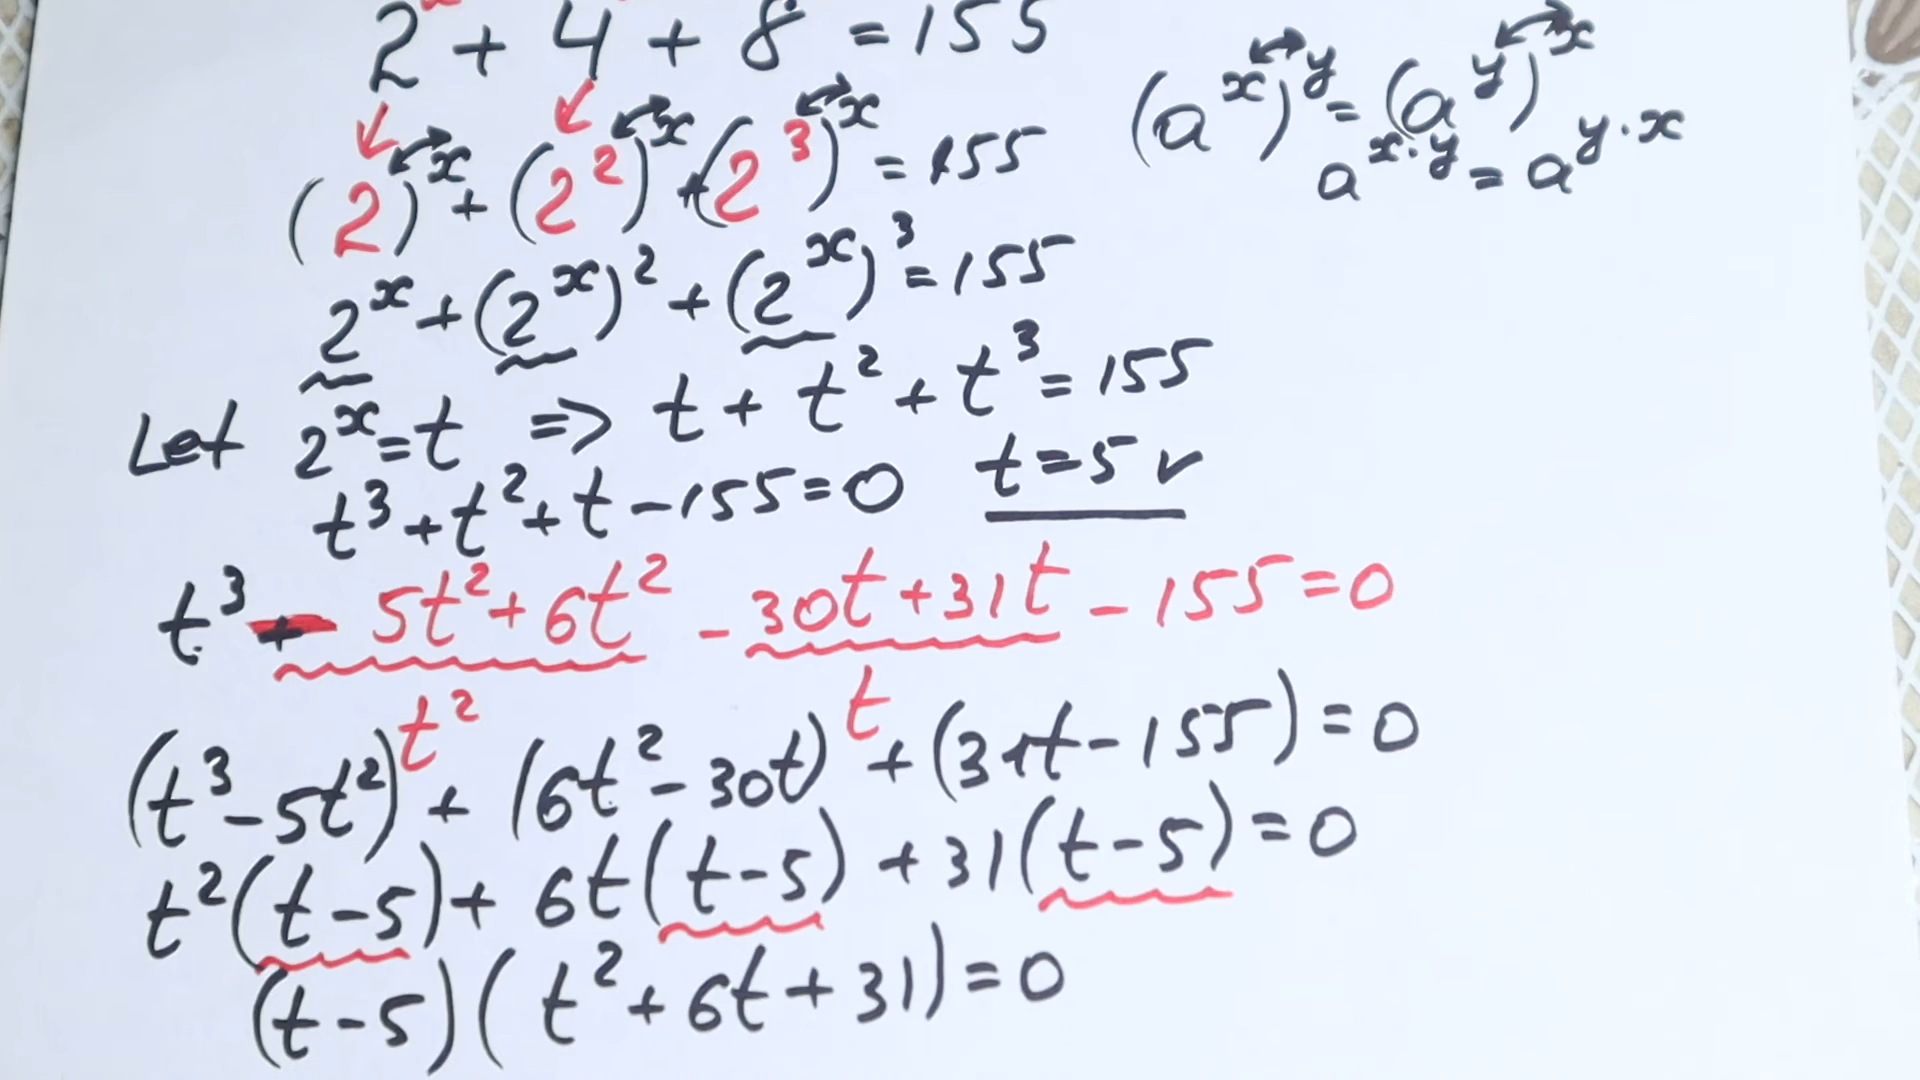 2 + 4 + 8 = 155
(2)^x + (2^2)^x + (2^3)^x = 155
(a^x)^y = (a^y)^x
a^x·y = a^y·x
2^x + (2^x)^2 + (2^x)^3 = 155
Let 2^x = t => t + t^2 + t^3 = 155
t^3 + t^2 + t - 155 = 0 t = 5 ✓
t^3 - 5t^2 + 6t^2 - 30t + 31t - 155 = 0
t^2 t
(t^3 - 5t^2) + (6t^2 - 30t) + (31t - 155) = 0
t^2(t - 5) + 6t(t - 5) + 31(t - 5) = 0
(t - 5)(t^2 + 6t + 31) = 0